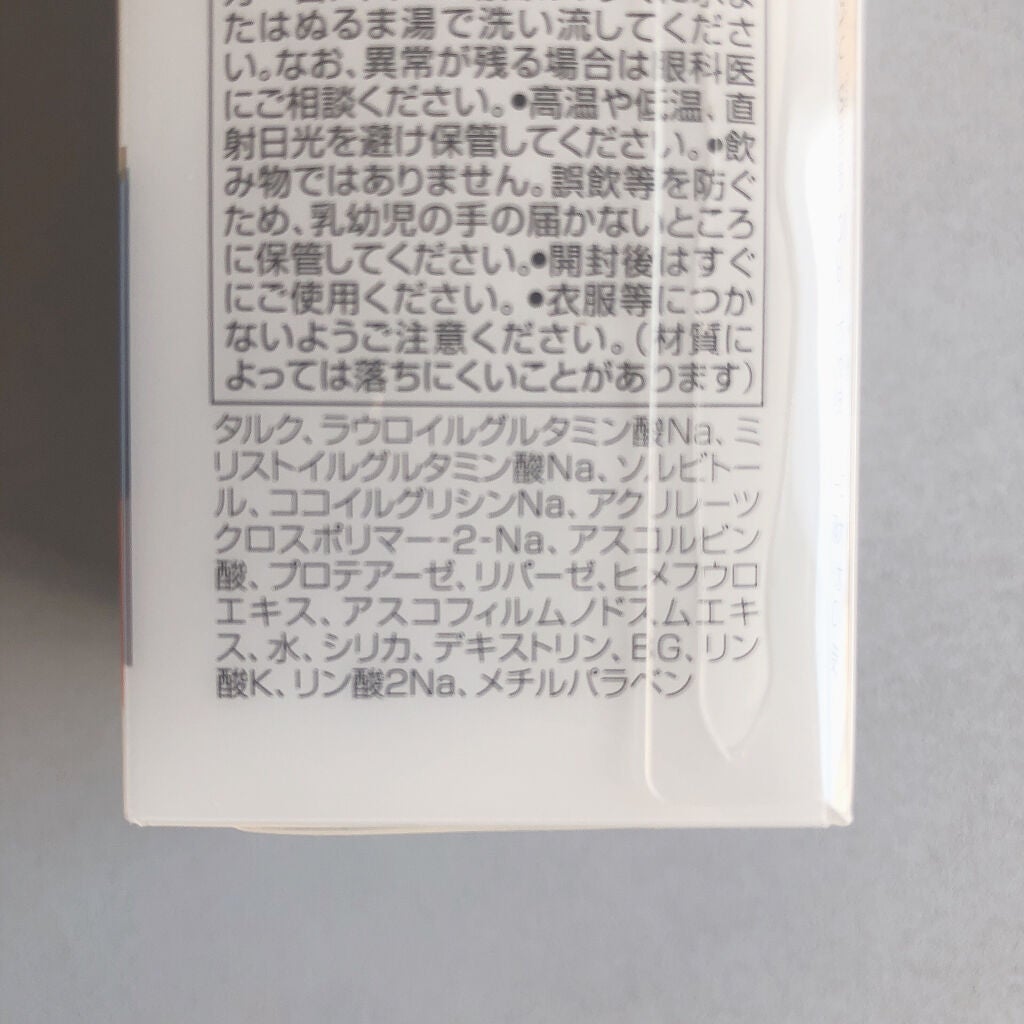 たはぬるま湯で洗い流してくださ
い。なお、異常が残る場合は眼科医
にご相談ください。●高温や低温、直
射日光を避け保管してください。●飲
み物ではありません。誤飲等を防ぐ
ため、乳幼児の手の届かないところ
に保管してください。●開封後はすぐ
にご使用ください。●衣服等につか
ないようご注意ください。(材質に
よっては落ちにくいことがあります)
タルク、ラウロイルグルタミン酸Na、ミ
リストイルグルタミン酸Na、ソルビトー
ル、ココイルグリシンNa、アクリレーツ
クロスポリマー-2-Na、アスコルビン
酸、プロテアーゼ、リパーゼ、ヒメフウロ
エキス、アスコフィルムノドスムエキ
ス、水、シリカ、デキストリン、BG、リン
酸K、リン酸2Na、メチルパラベン